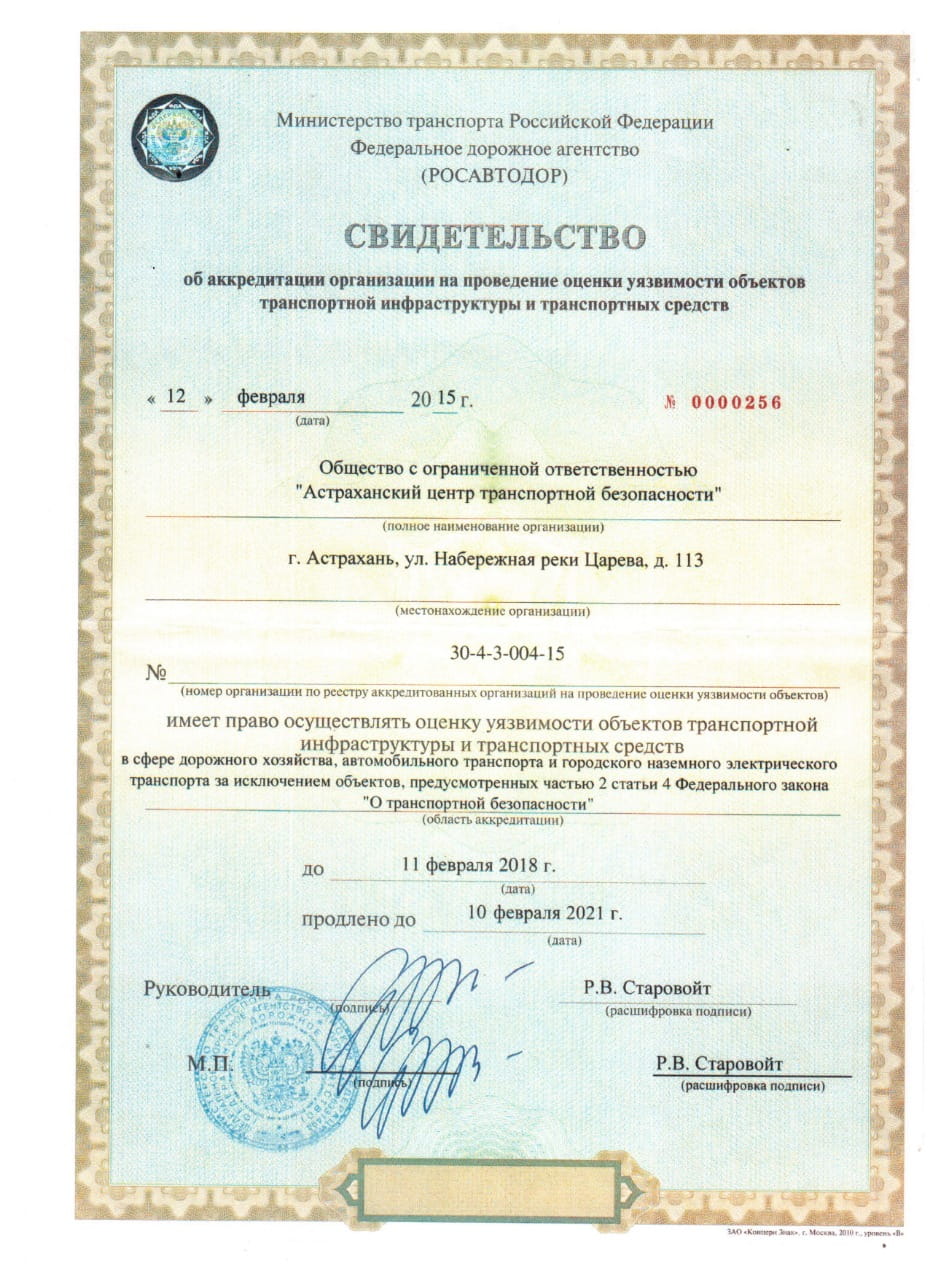 Министерство транспорта Российской Федерации
Федеральное дорожное агентство
(РОСАВТОДОР)
СВИДЕТЕЛЬСТВО
об аккредитации организации на проведение оценки уязвимости объектов
транспортной инфраструктуры и транспортных средств
« 12 » февраля 20 15 г. № 0000256
(дата)
Общество с ограниченной ответственностью
"Астраханский центр транспортной безопасности"
(полное наименование организации)
г. Астрахань, ул. Набережная реки Царева, д. 113
(местонахождение организации)
30-4-3-004-15
№
(номер организации по реестру аккредитованных организаций на проведение оценки уязвимости объектов)
имеет право осуществлять оценку уязвимости объектов транспортной
инфраструктуры и транспортных средств
в сфере дорожного хозяйства, автомобильного транспорта и городского наземного электрического
транспорта за исключением объектов, предусмотренных частью 2 статьи 4 Федерального закона
"О транспортной безопасности"
(область аккредитации)
до 11 февраля 2018 г.
(дата)
продлено до 10 февраля 2021 г.
(дата)
Руководитель Р.В. Старовойт
(подпись) (расшифровка подписи)
М.П. Р.В. Старовойт
(подпись) (расшифровка подписи)
ЗАО «Концерн Знак», г. Москва, 2010 г., уровень «В»